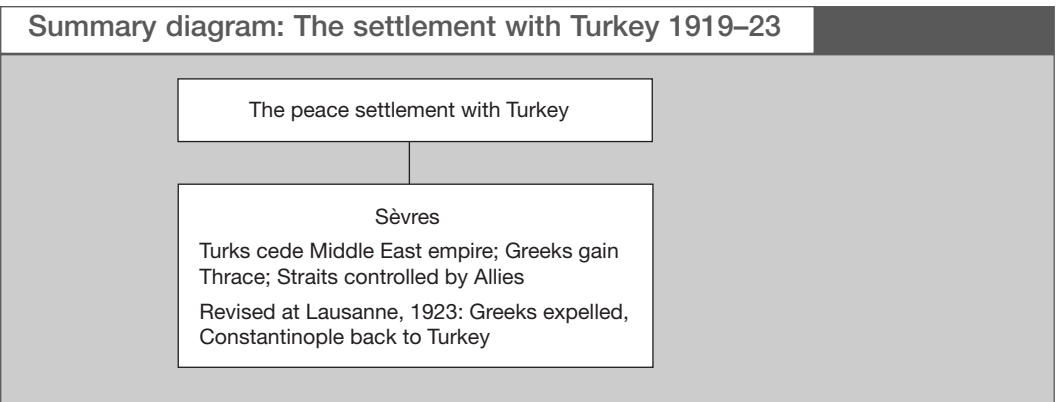 Summary diagram: The settlement with Turkey 1919–23
The peace settlement with Turkey
Sèvres
Turks cede Middle East empire; Greeks gain
Thrace; Straits controlled by Allies
Revised at Lausanne, 1923: Greeks expelled,
Constantinople back to Turkey